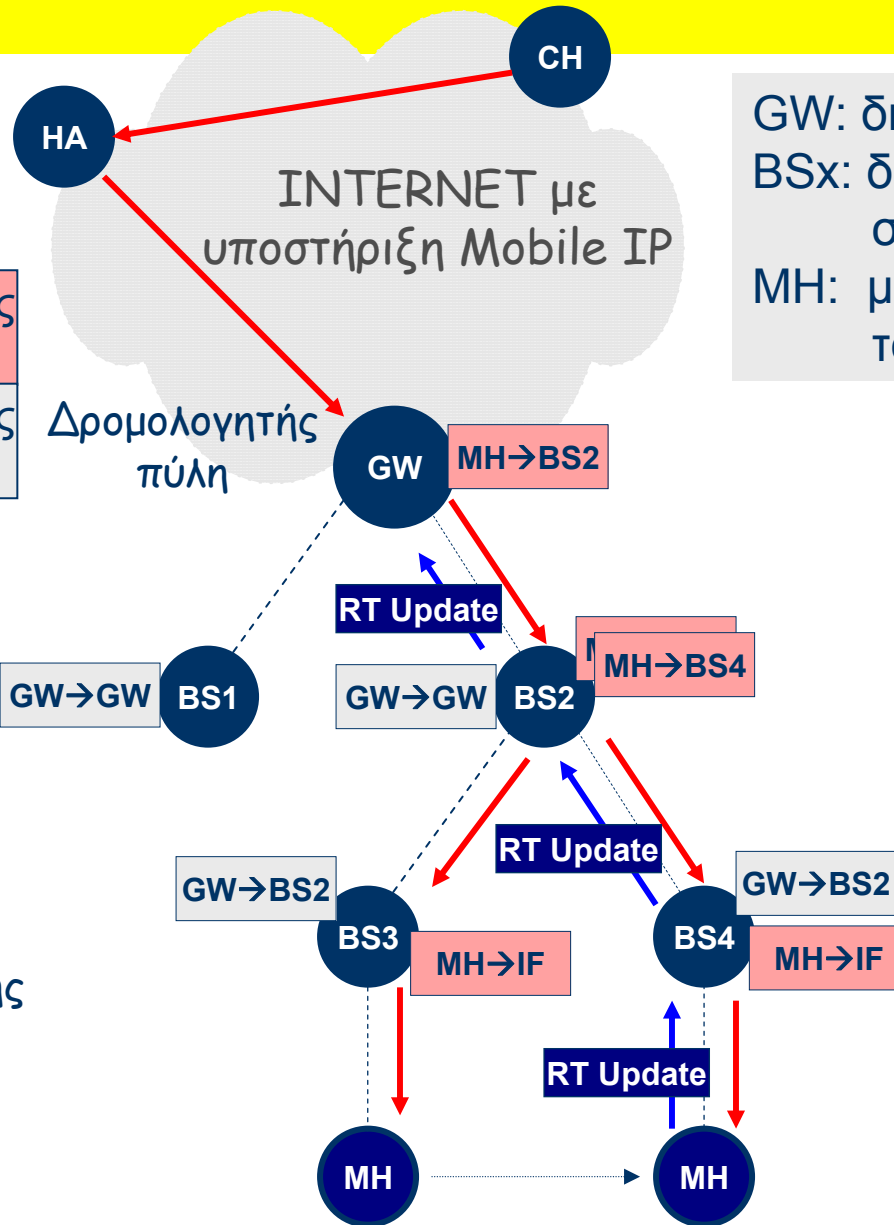 CH
HA
GW:
BSx:
INTERNET με
υποστήριξη Mobile IP
MH:
Δρομολογητής
πύλη
GW
MH→BS2
RT Update
MH→BS4
GW→GW
BS1
GW→GW
BS2
RT Update
GW→BS2
GW→BS2
BS3
BS4
MH→IF
MH→IF
RT Update
MH
MH